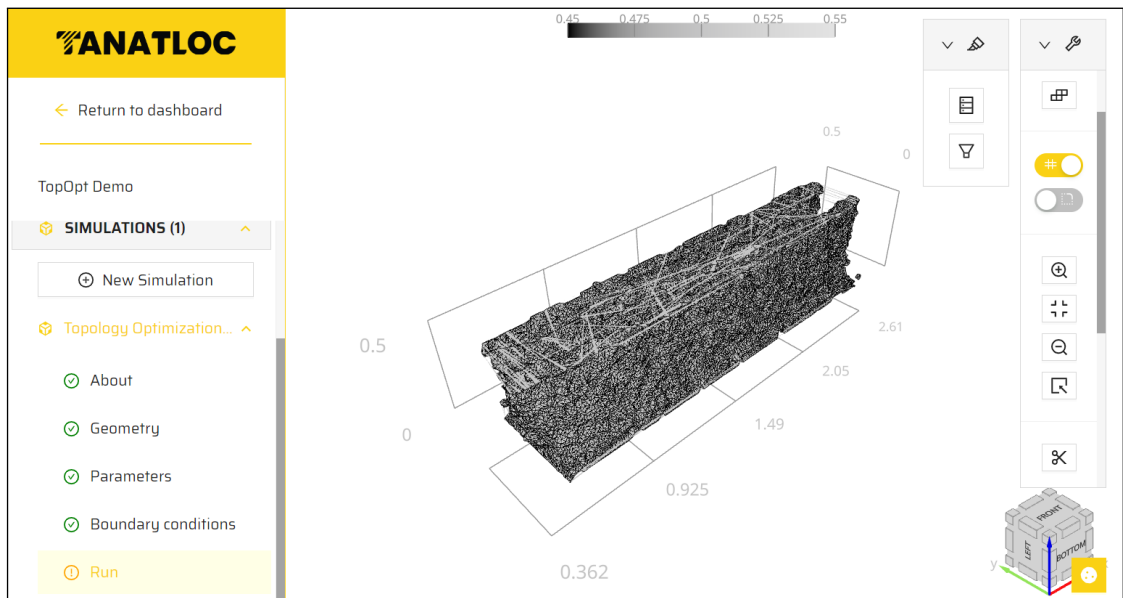 TANATLOC
Return to dashboard
TopOpt Demo
SIMULATIONS (1)
New Simulation
Topology Optimization...
About
Geometry
Parameters
Boundary conditions
Run
0.45 0.475 0.5 0.525 0.55
0.5
0
0.5
0
2.61
2.05
1.49
0.925
0.362
FRONT
LEFT
BOTTOM
y